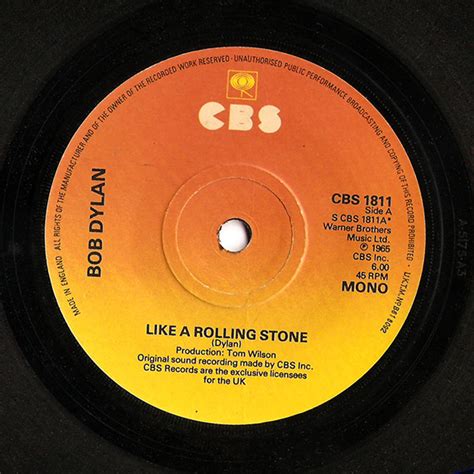 ALL RIGHTS OF THE MANUFACTURER AND OF THE OWNER OF THE RECORDED WORK RESERVED · UNAUTHORISED PUBLIC PERFORMANCE BROADCASTING AND COPYING OF THIS RECORD PROHIBITED
MADE IN ENGLAND
CBS
BOB DYLAN
CBS 1811
Side A
S CBS 1811A*
Warner Brothers
Music Ltd.
℗ 1965
CBS Inc.
6.00
45 RPM
MONO
LIKE A ROLLING STONE
(Dylan)
Production: Tom Wilson
Original sound recording made by CBS Inc.
CBS Records are the exclusive licensees
for the UK